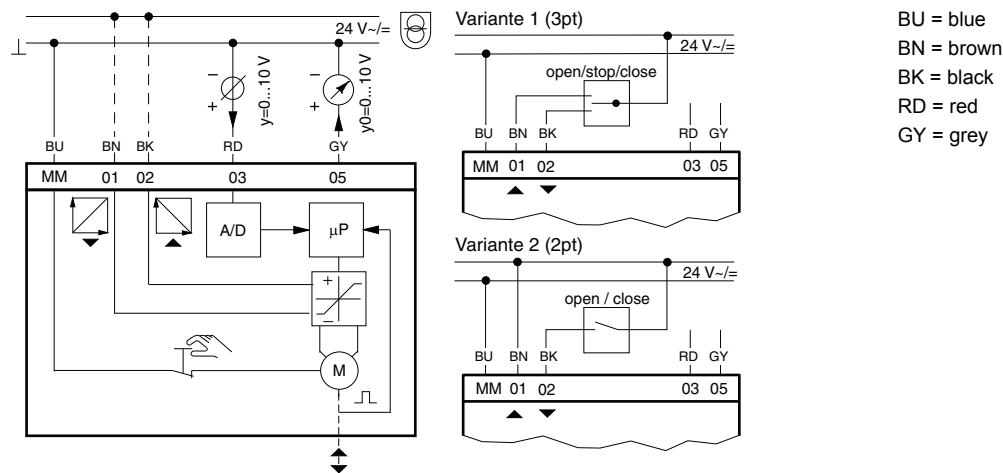 24 V~/=
⊥
y=0...10 V
y0=0...10 V
− +
− +
BU BN BK RD GY
MM 01 02 03 05
A/D
µP
+
−
M
Variante 1 (3pt)
24 V~/=
open/stop/close
BU BN BK RD GY
MM 01 02 03 05
Variante 2 (2pt)
24 V~/=
open / close
BU BN BK RD GY
MM 01 02 03 05
BU = blue
BN = brown
BK = black
RD = red
GY = grey